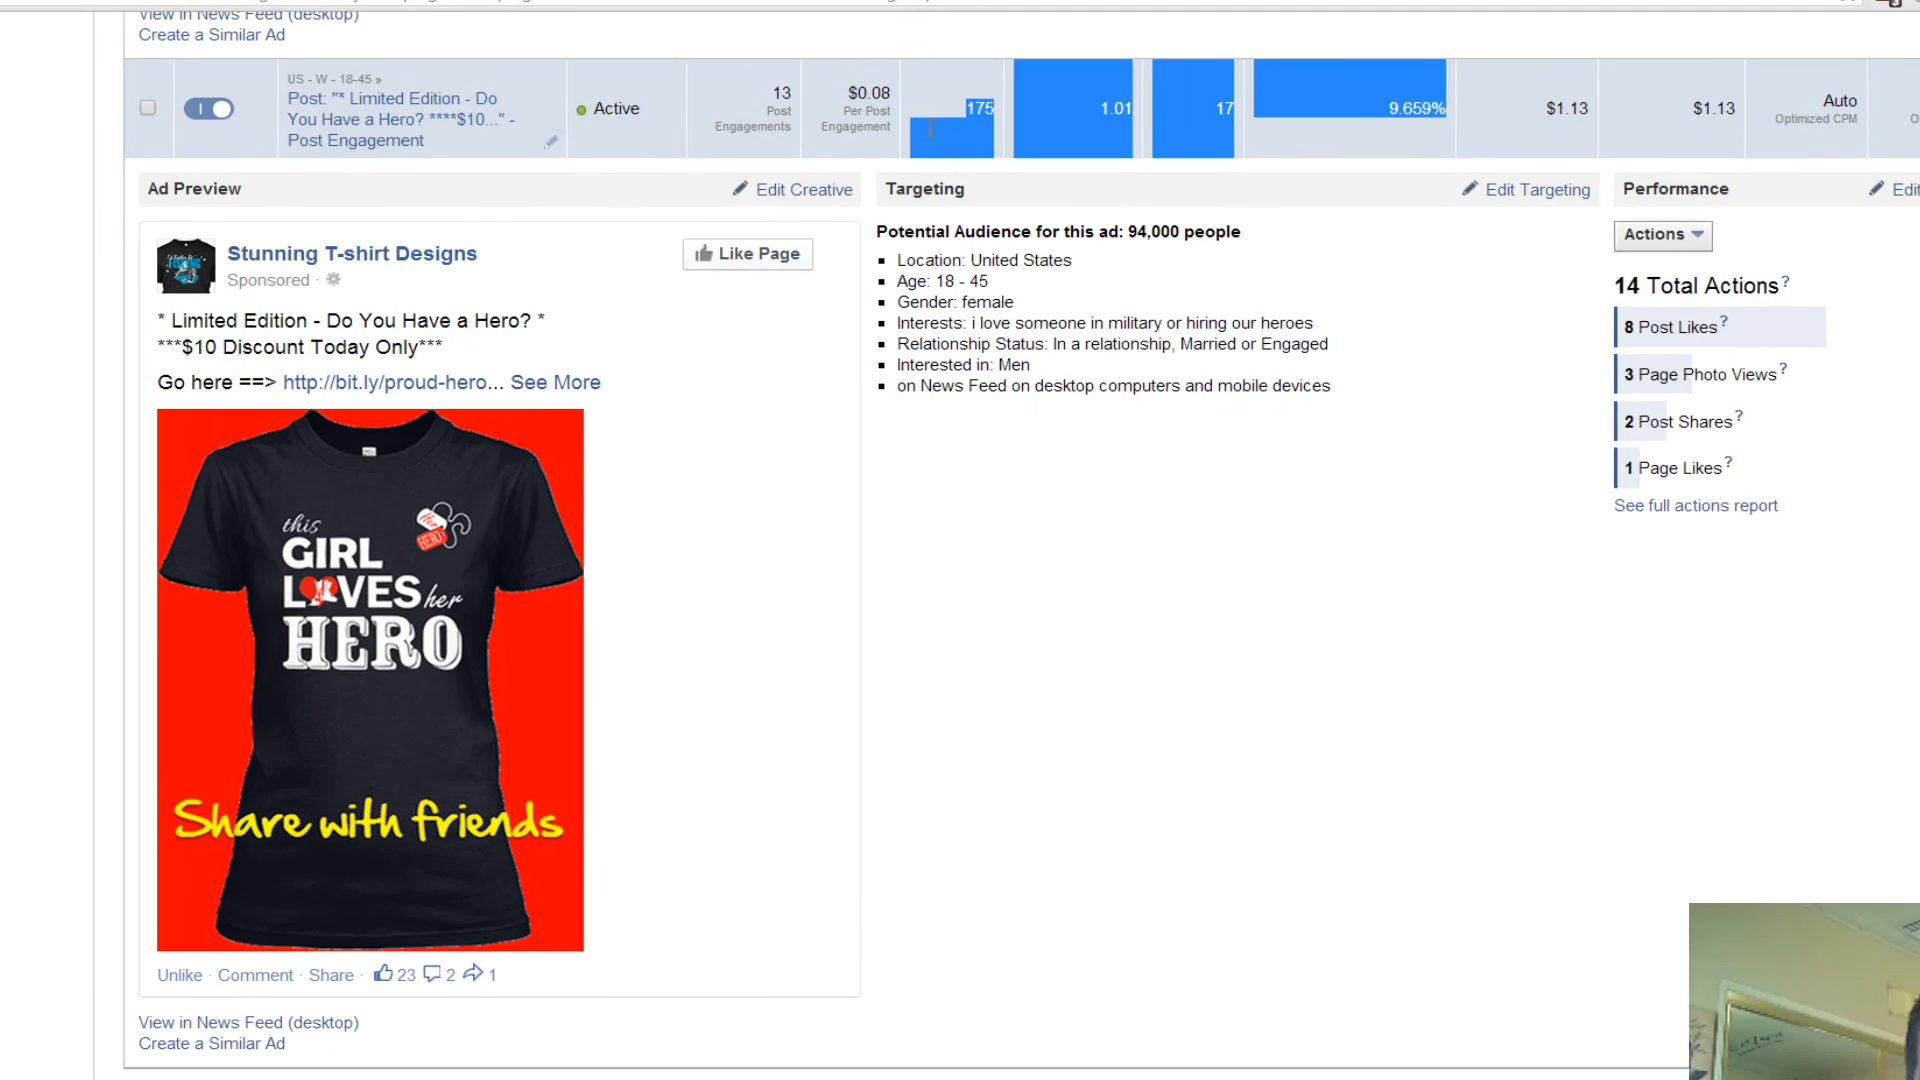 View in News Feed (desktop)
Create a Similar Ad
US - W - 18-45 »
Post: "* Limited Edition - Do
You Have a Hero? ****$10..." -
Post Engagement
Active
13
Post
Engagements
$0.08
Per Post
Engagement
175
1.01
17
9.659%
$1.13
$1.13
Auto
Optimized CPM
Ad Preview
Edit Creative
Targeting
Edit Targeting
Performance
Edit
Stunning T-shirt Designs
Sponsored ·
Like Page
* Limited Edition - Do You Have a Hero? *
***$10 Discount Today Only***
Go here ==> http://bit.ly/proud-hero... See More
this
GIRL
LOVES her
HERO
HERO
Share with friends
Unlike · Comment · Share · 23 2 1
View in News Feed (desktop)
Create a Similar Ad
Potential Audience for this ad: 94,000 people
Location: United States
Age: 18 - 45
Gender: female
Interests: i love someone in military or hiring our heroes
Relationship Status: In a relationship, Married or Engaged
Interested in: Men
on News Feed on desktop computers and mobile devices
Actions
14 Total Actions?
8 Post Likes?
3 Page Photo Views?
2 Post Shares?
1 Page Likes?
See full actions report